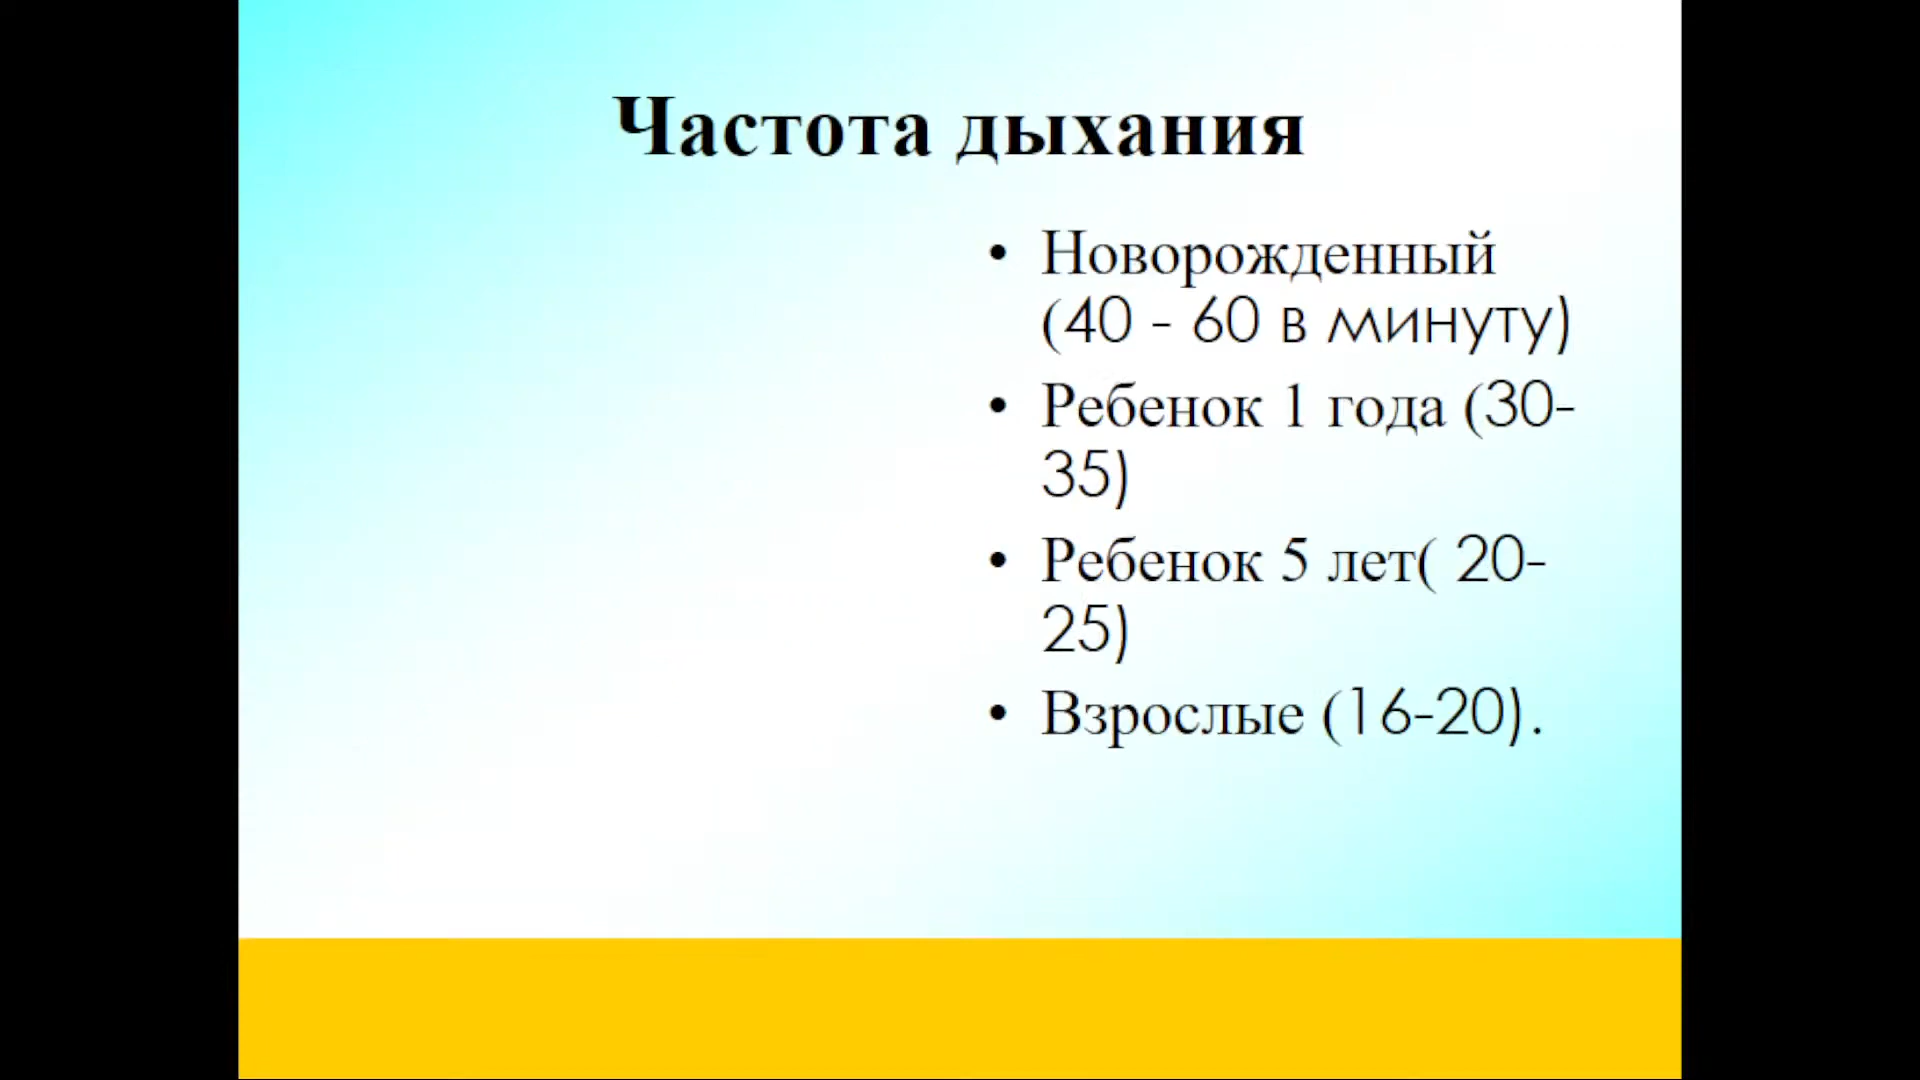 Частота дыхания
• Новорожденный
(40 - 60 в минуту)
• Ребенок 1 года (30-
35)
• Ребенок 5 лет( 20-
25)
• Взрослые (16-20).